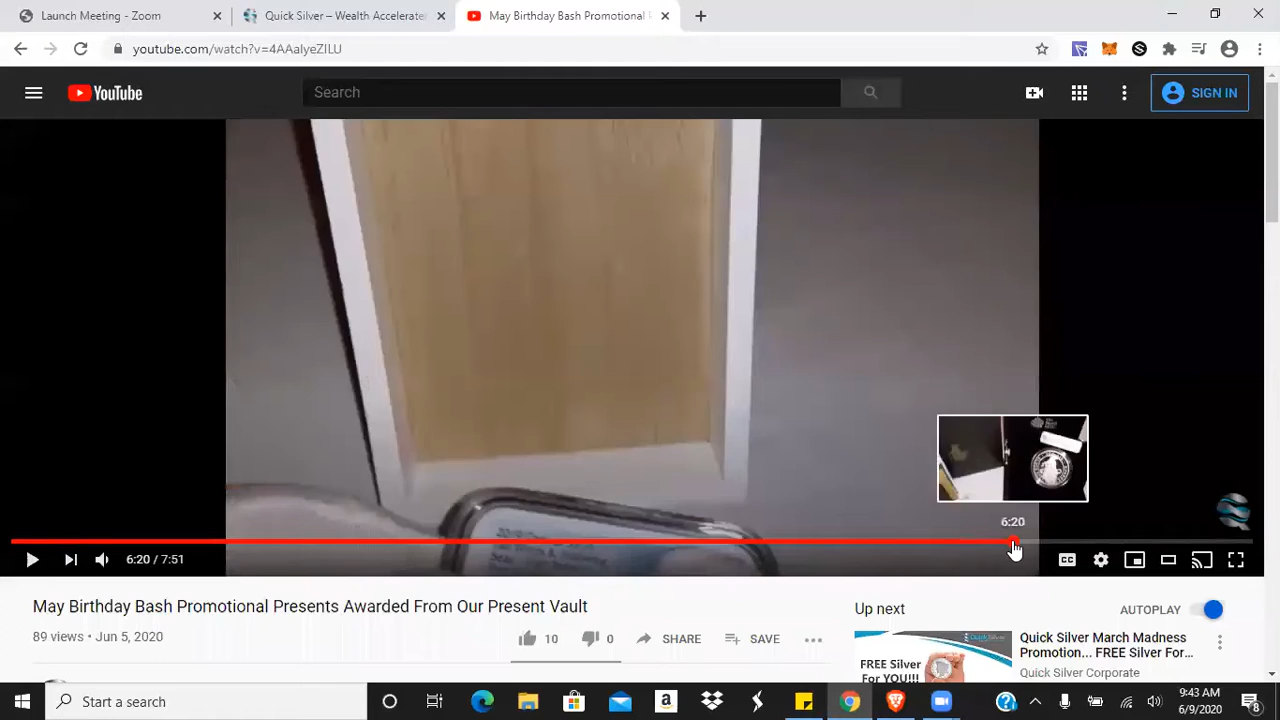 Launch Meeting - Zoom
Quick Silver – Wealth Accelerate
May Birthday Bash Promotional
youtube.com/watch?v=4AAalyeZILU
YouTube
Search
SIGN IN
6:20
6:20 / 7:51
CC
May Birthday Bash Promotional Presents Awarded From Our Present Vault
89 views • Jun 5, 2020
10
0
SHARE
SAVE
Up next
AUTOPLAY
FREE Silver
For YOU!!!
Quick Silver March Madness
Promotion... FREE Silver For...
Quick Silver Corporate
Start a search
9:43 AM
6/9/2020
8